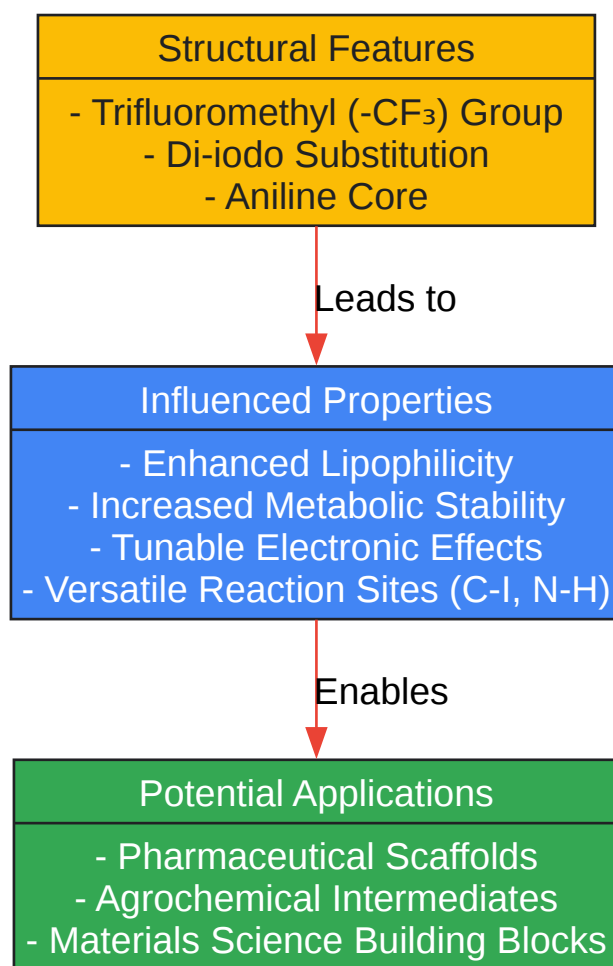 Structural Features
- Trifluoromethyl (-CF₃) Group
- Di-iodo Substitution
- Aniline Core
Leads to
Influenced Properties
- Enhanced Lipophilicity
- Increased Metabolic Stability
- Tunable Electronic Effects
- Versatile Reaction Sites (C-I, N-H)
Enables
Potential Applications
- Pharmaceutical Scaffolds
- Agrochemical Intermediates
- Materials Science Building Blocks